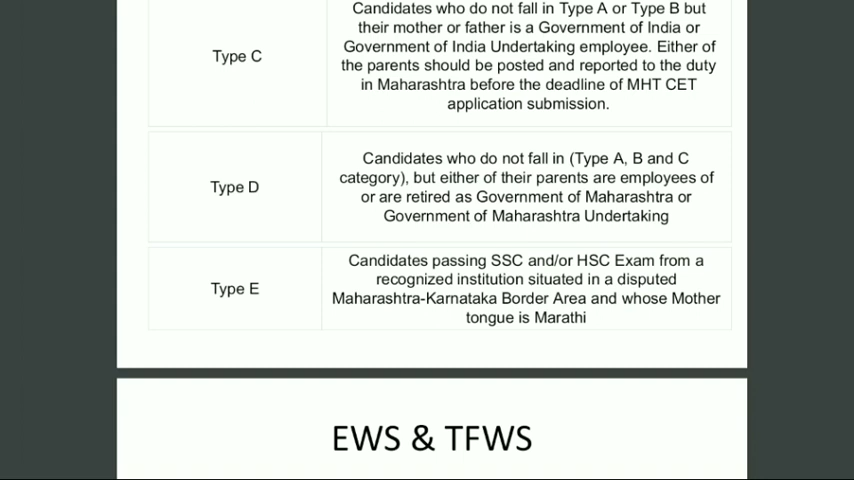 Type C
Candidates who do not fall in Type A or Type B but
their mother or father is a Government of India or
Government of India Undertaking employee. Either of
the parents should be posted and reported to the duty
in Maharashtra before the deadline of MHT CET
application submission.
Type D
Candidates who do not fall in (Type A, B and C
category), but either of their parents are employees of
or are retired as Government of Maharashtra or
Government of Maharashtra Undertaking
Type E
Candidates passing SSC and/or HSC Exam from a
recognized institution situated in a disputed
Maharashtra-Karnataka Border Area and whose Mother
tongue is Marathi
EWS & TFWS